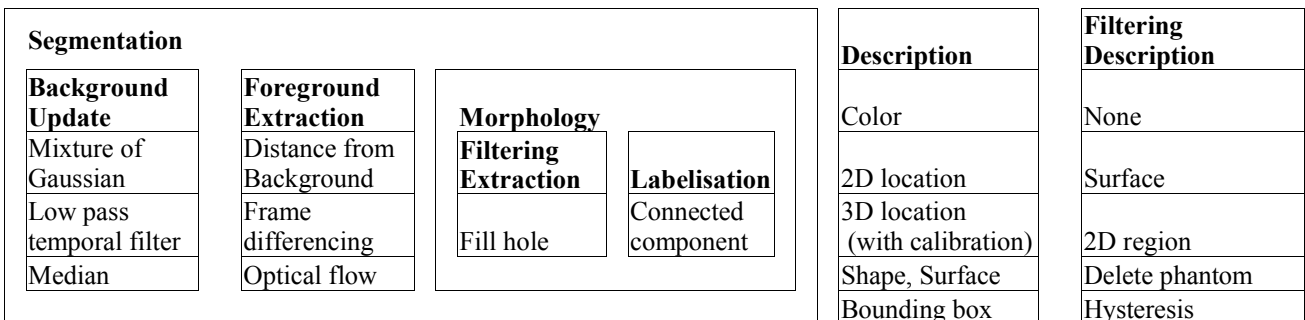 Segmentation
Background
Update
Mixture of
Gaussian
Low pass
temporal filter
Median
Foreground
Extraction
Distance from
Background
Frame
differencing
Optical flow
Morphology
Filtering
Extraction
Fill hole
Labelisation
Connected
component
Description
Color
2D location
3D location
(with calibration)
Shape, Surface
Bounding box
Filtering
Description
None
Surface
2D region
Delete phantom
Hysteresis